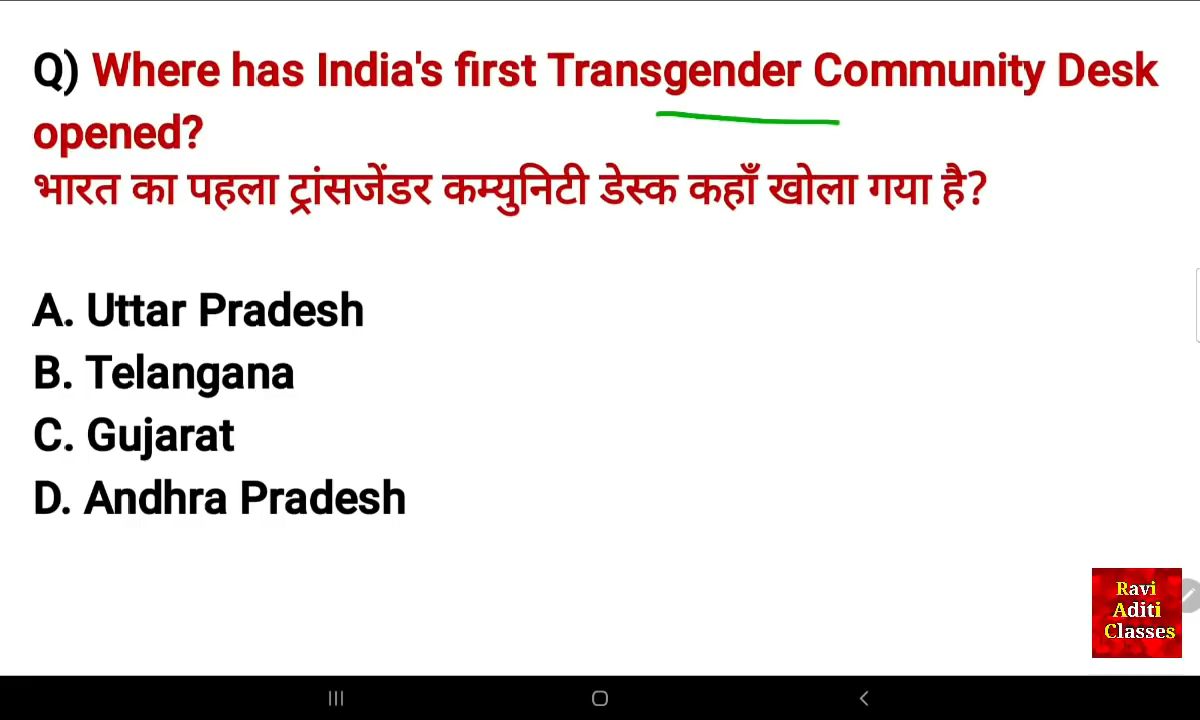 Q) Where has India's first Transgender Community Desk
opened?
भारत का पहला ट्रांसजेंडर कम्युनिटी डेस्क कहाँ खोला गया है?
A. Uttar Pradesh
B. Telangana
C. Gujarat
D. Andhra Pradesh
Ravi
Aditi
Classes